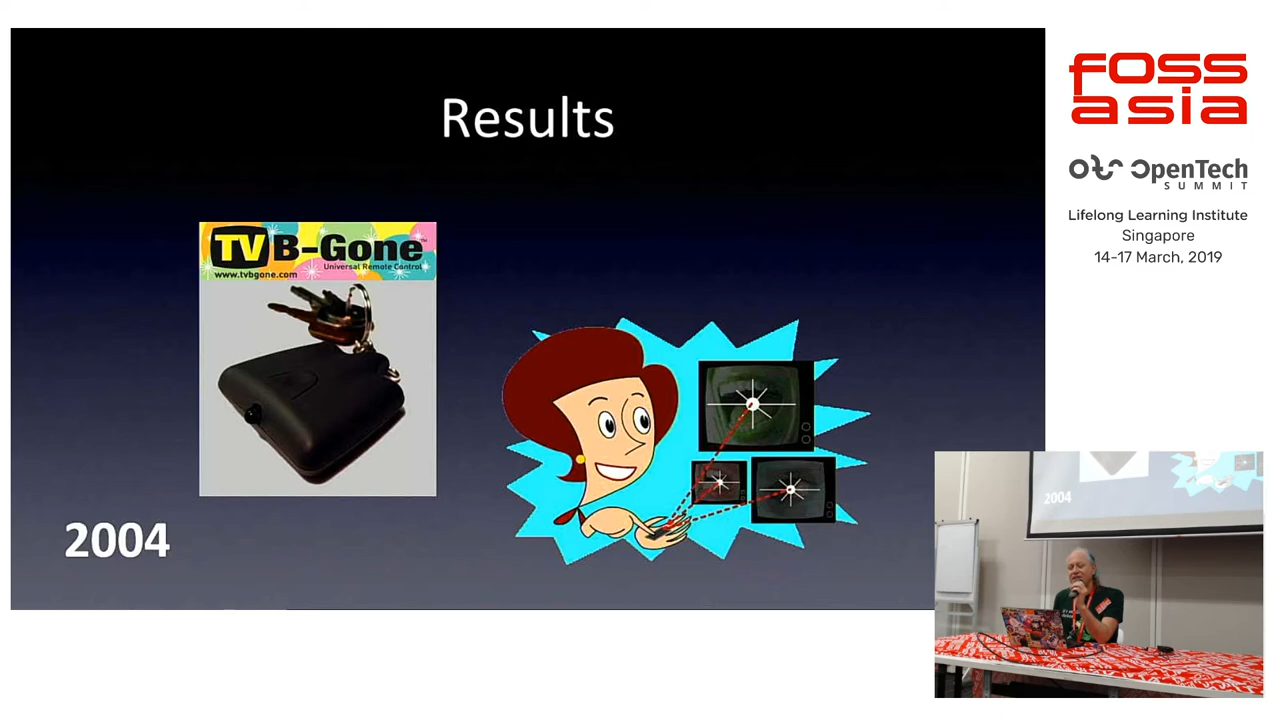 Results
TV B-Gone™
Universal Remote Control
www.tvbgone.com
2004
foss
asia
OpenTech
SUMMIT
Lifelong Learning Institute
Singapore
14-17 March, 2019
2004